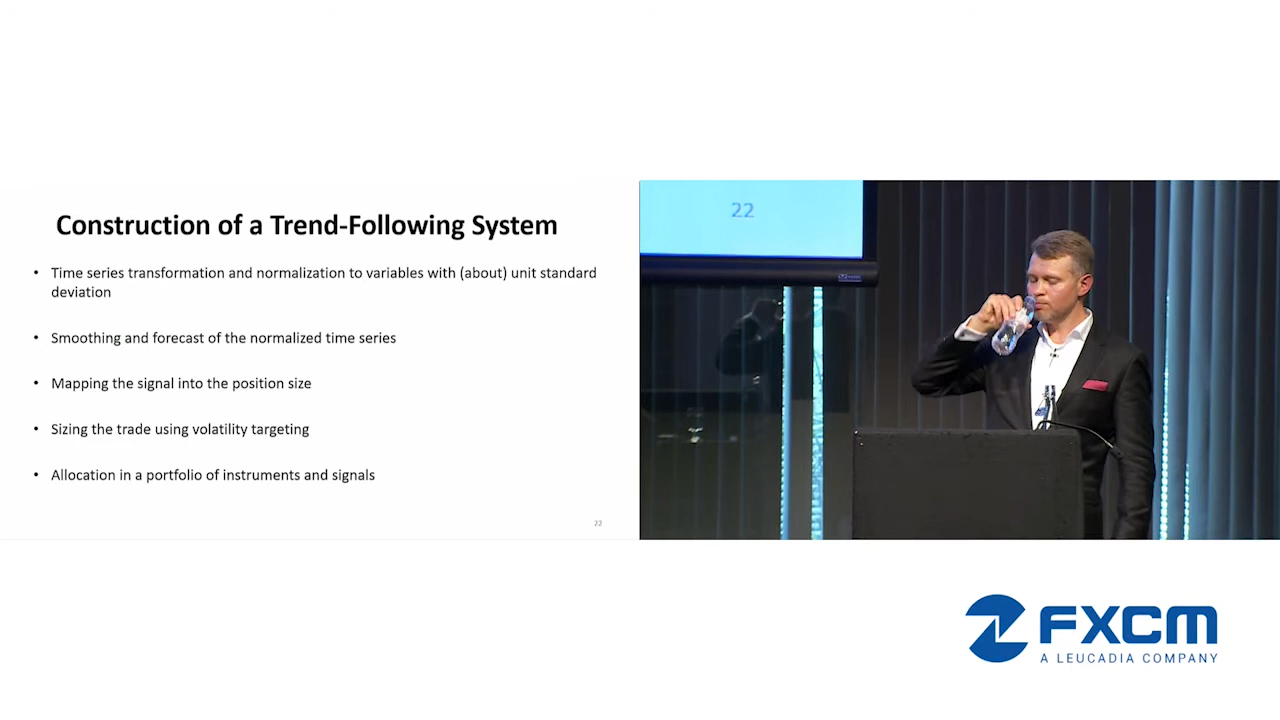 Construction of a Trend-Following System
• Time series transformation and normalization to variables with (about) unit standard
deviation
• Smoothing and forecast of the normalized time series
• Mapping the signal into the position size
• Sizing the trade using volatility targeting
• Allocation in a portfolio of instruments and signals
22
22
FXCM
A LEUCADIA COMPANY